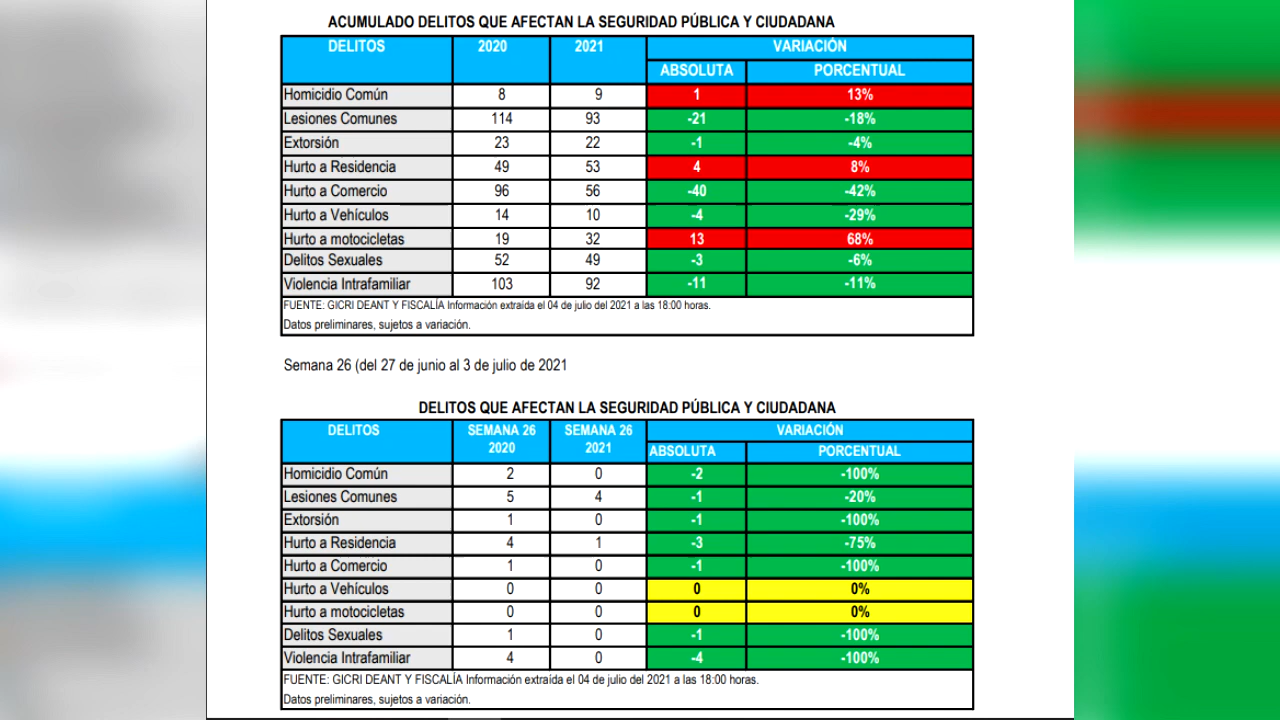 ACUMULADO DELITOS QUE AFECTAN LA SEGURIDAD PÚBLICA Y CIUDADANA
DELITOS 2020 2021 VARIACIÓN
ABSOLUTA PORCENTUAL
Homicidio Común 8 9 1 13%
Lesiones Comunes 114 93 -21 -18%
Extorsión 23 22 -1 -4%
Hurto a Residencia 49 53 4 8%
Hurto a Comercio 96 56 -40 -42%
Hurto a Vehículos 14 10 -4 -29%
Hurto a motocicletas 19 32 13 68%
Delitos Sexuales 52 49 -3 -6%
Violencia Intrafamiliar 103 92 -11 -11%
FUENTE: GICRI DEANT Y FISCALÍA Información extraída el 04 de julio del 2021 a las 18:00 horas.
Datos preliminares, sujetos a variación.
Semana 26 (del 27 de junio al 3 de julio de 2021
DELITOS QUE AFECTAN LA SEGURIDAD PÚBLICA Y CIUDADANA
DELITOS SEMANA 26 2020 SEMANA 26 2021 VARIACIÓN
ABSOLUTA PORCENTUAL
Homicidio Común 2 0 -2 -100%
Lesiones Comunes 5 4 -1 -20%
Extorsión 1 0 -1 -100%
Hurto a Residencia 4 1 -3 -75%
Hurto a Comercio 1 0 -1 -100%
Hurto a Vehículos 0 0 0 0%
Hurto a motocicletas 0 0 0 0%
Delitos Sexuales 1 0 -1 -100%
Violencia Intrafamiliar 4 0 -4 -100%
FUENTE: GICRI DEANT Y FISCALÍA Información extraída el 04 de julio del 2021 a las 18:00 horas.
Datos preliminares, sujetos a variación.